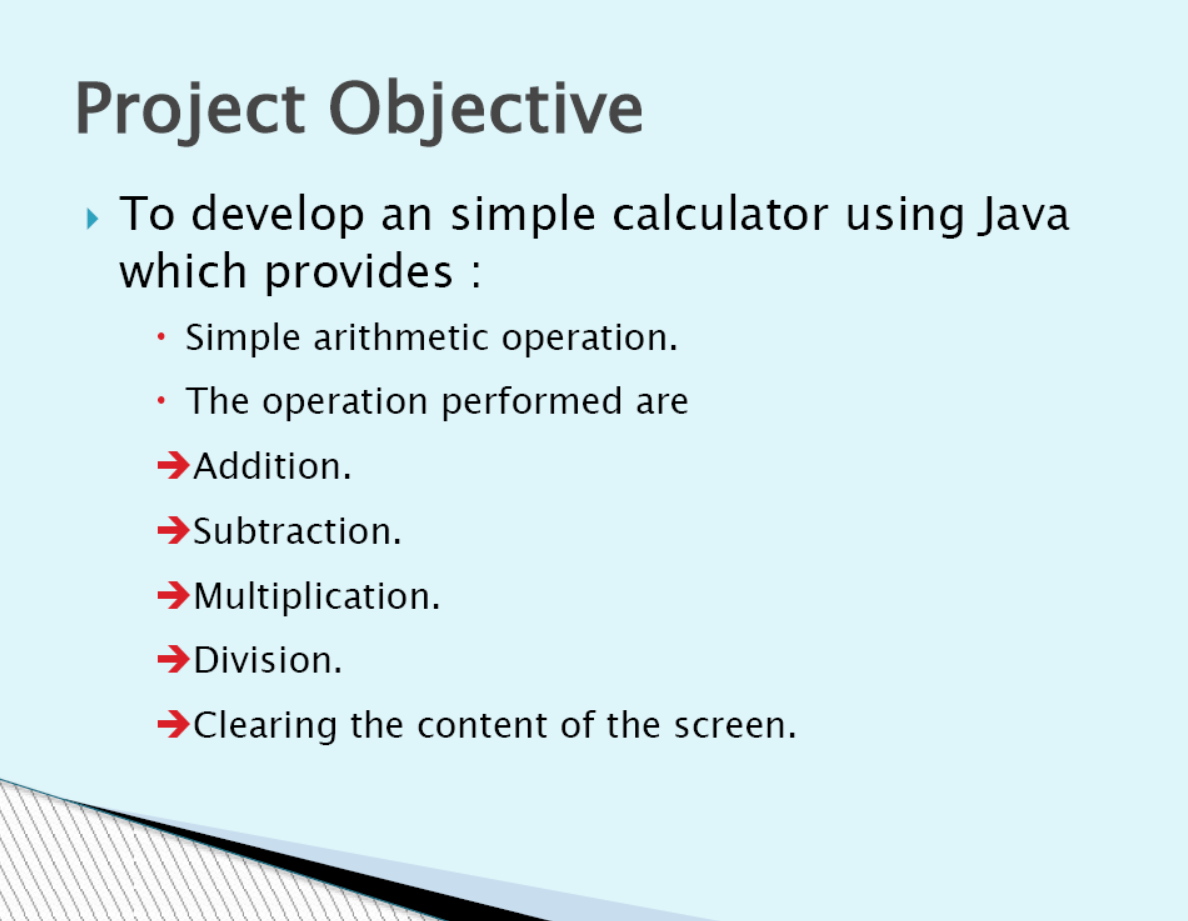 Project Objective
To develop an simple calculator using Java
which provides :
• Simple arithmetic operation.
• The operation performed are
➔Addition.
➔Subtraction.
➔Multiplication.
➔Division.
➔Clearing the content of the screen.